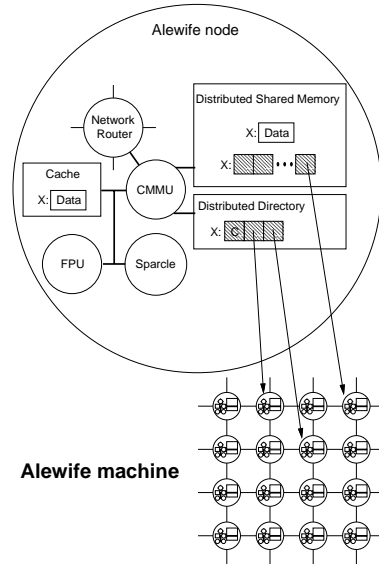 Alewife node
Network
Router
Distributed Shared Memory
X: Data
X:
Cache
X: Data
CMMU
Distributed Directory
X: C
FPU
Sparcle
Alewife machine